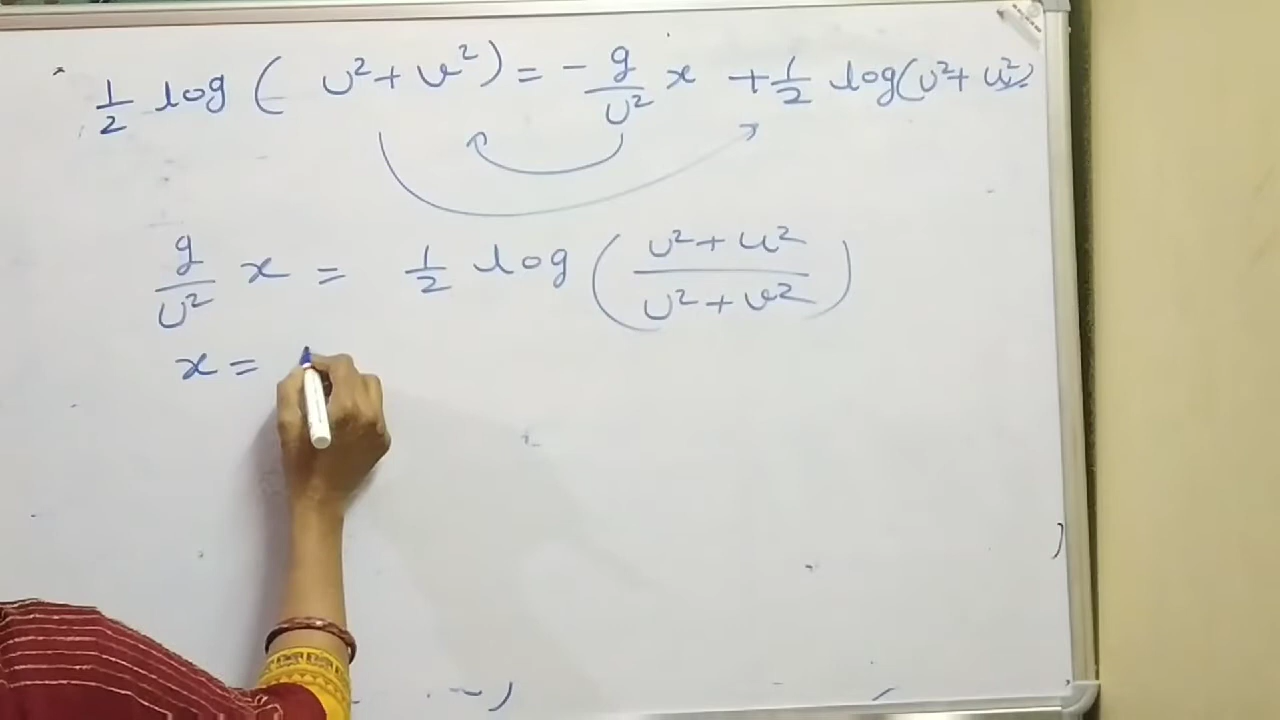 1/2 log ( U² + v² ) = - g/U² x + 1/2 log(U² + u²)
g/U² x = 1/2 log ( U² + u² / U² + v² )
x =